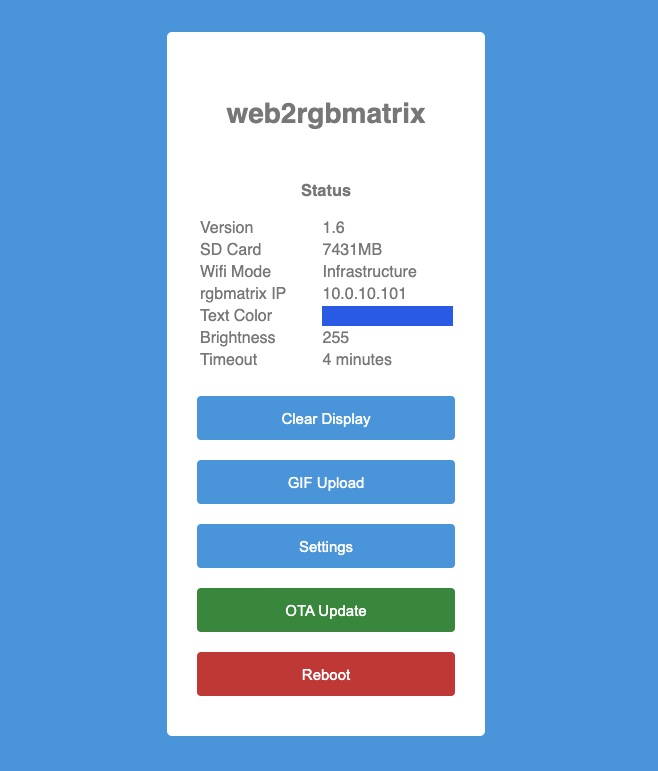 web2rgbmatrix
Status
Version 1.6
SD Card 7431MB
Wifi Mode Infrastructure
rgbmatrix IP 10.0.10.101
Text Color
Brightness 255
Timeout 4 minutes
Clear Display
GIF Upload
Settings
OTA Update
Reboot